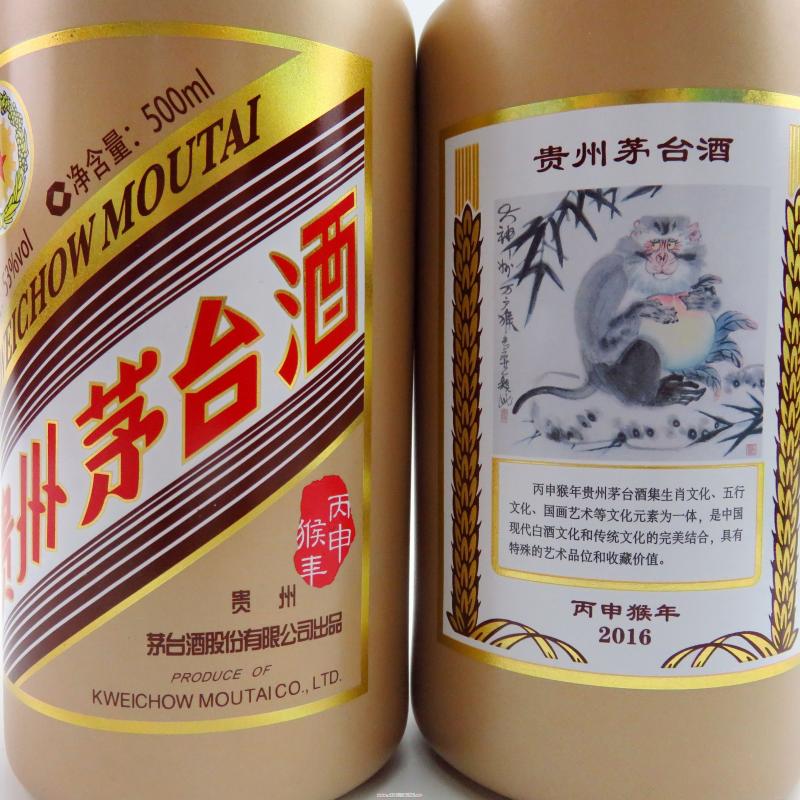 净含量:500ml
53%vol
KWEICHOW MOUTAI
贵州茅台酒
丙申
猴年
贵 州
茅台酒股份有限公司出品
PRODUCE OF
KWEICHOW MOUTAI CO., LTD.
贵州茅台酒
丙申猴年贵州茅台酒集生肖文化、五行
文化、国画艺术等文化元素为一体，是中国
现代白酒文化和传统文化的完美结合，具有
特殊的艺术品位和收藏价值。
丙申猴年
2016